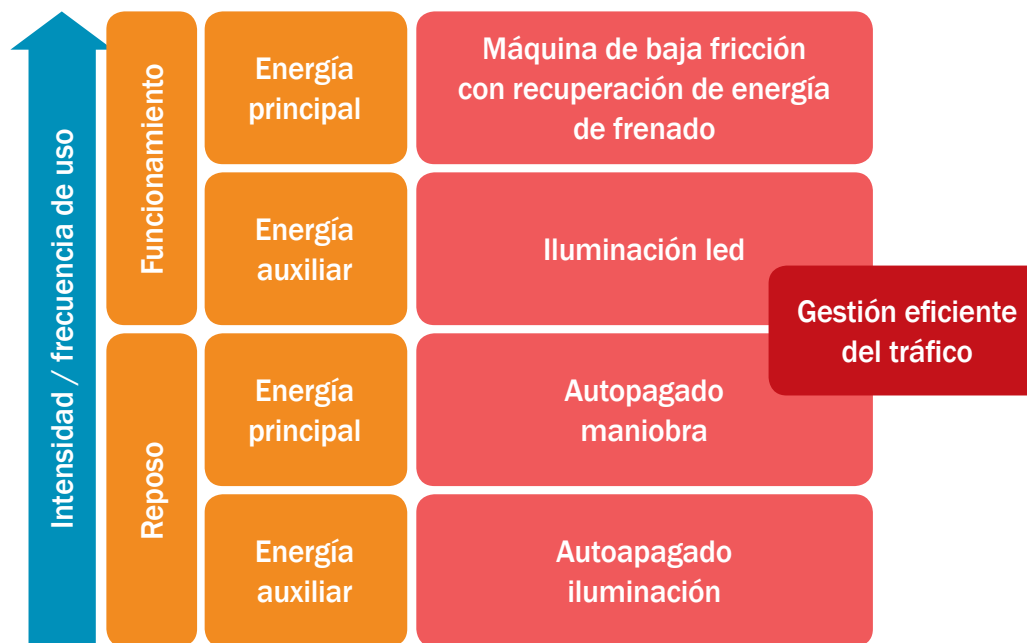 Intensidad / frecuencia de uso
Funcionamiento
Energía
principal
Máquina de baja fricción
con recuperación de energía
de frenado
Energía
auxiliar
Iluminación led
Gestión eficiente
del tráfico
Reposo
Energía
principal
Autopagado
maniobra
Energía
auxiliar
Autoapagado
iluminación